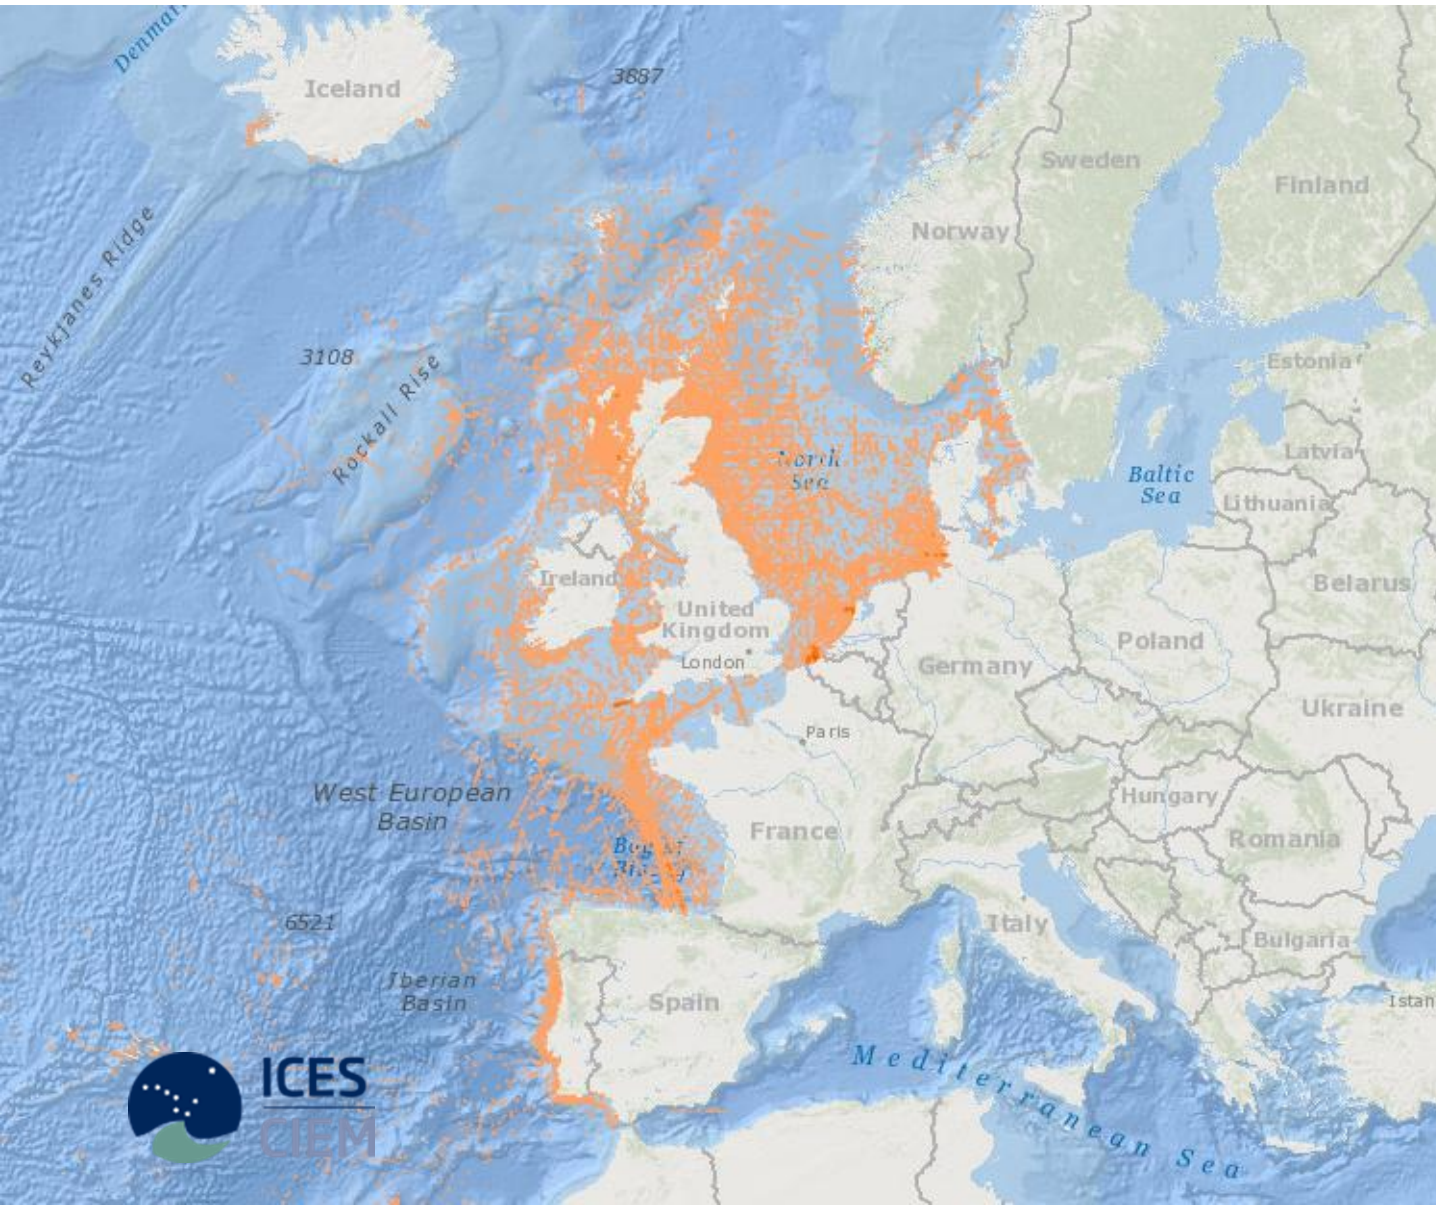 Denmar
3887
Iceland
Sweden
Finland
Norway
Reykjanes Ridge
3108
Rockall Rise
Estonia
North
Sea
Latvia
Baltic
Sea
Lithuania
Ireland
Belarus
United
Kingdom
Poland
London
Germany
Ukraine
Paris
West European
Basin
Hungary
France
Romania
6521
Italy
Bulgaria
Iberian
Basin
Spain
Istan
Mediterranean Sea
ICES
CIEM